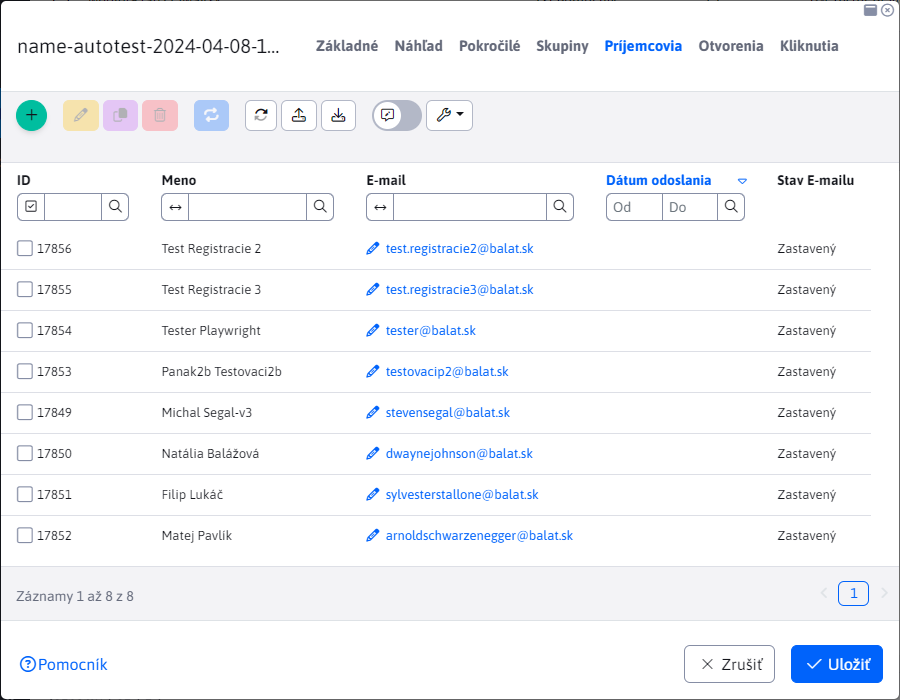 name-autotest-2024-04-08-1...
Základné Náhľad Pokročilé Skupiny Príjemcovia Otvorenia Kliknutia
ID Meno E-mail Dátum odoslania Stav E-mailu
Od Do
17856 Test Registracie 2 test.registracie2@balat.sk Zastavený
17855 Test Registracie 3 test.registracie3@balat.sk Zastavený
17854 Tester Playwright tester@balat.sk Zastavený
17853 Panak2b Testovaci2b testovacip2@balat.sk Zastavený
17849 Michal Segal-v3 stevensegal@balat.sk Zastavený
17850 Natália Balážová dwaynejohnson@balat.sk Zastavený
17851 Filip Lukáč sylvesterstallone@balat.sk Zastavený
17852 Matej Pavlík arnoldschwarzenegger@balat.sk Zastavený
Záznamy 1 až 8 z 8
1
Pomocník Zrušiť Uložiť